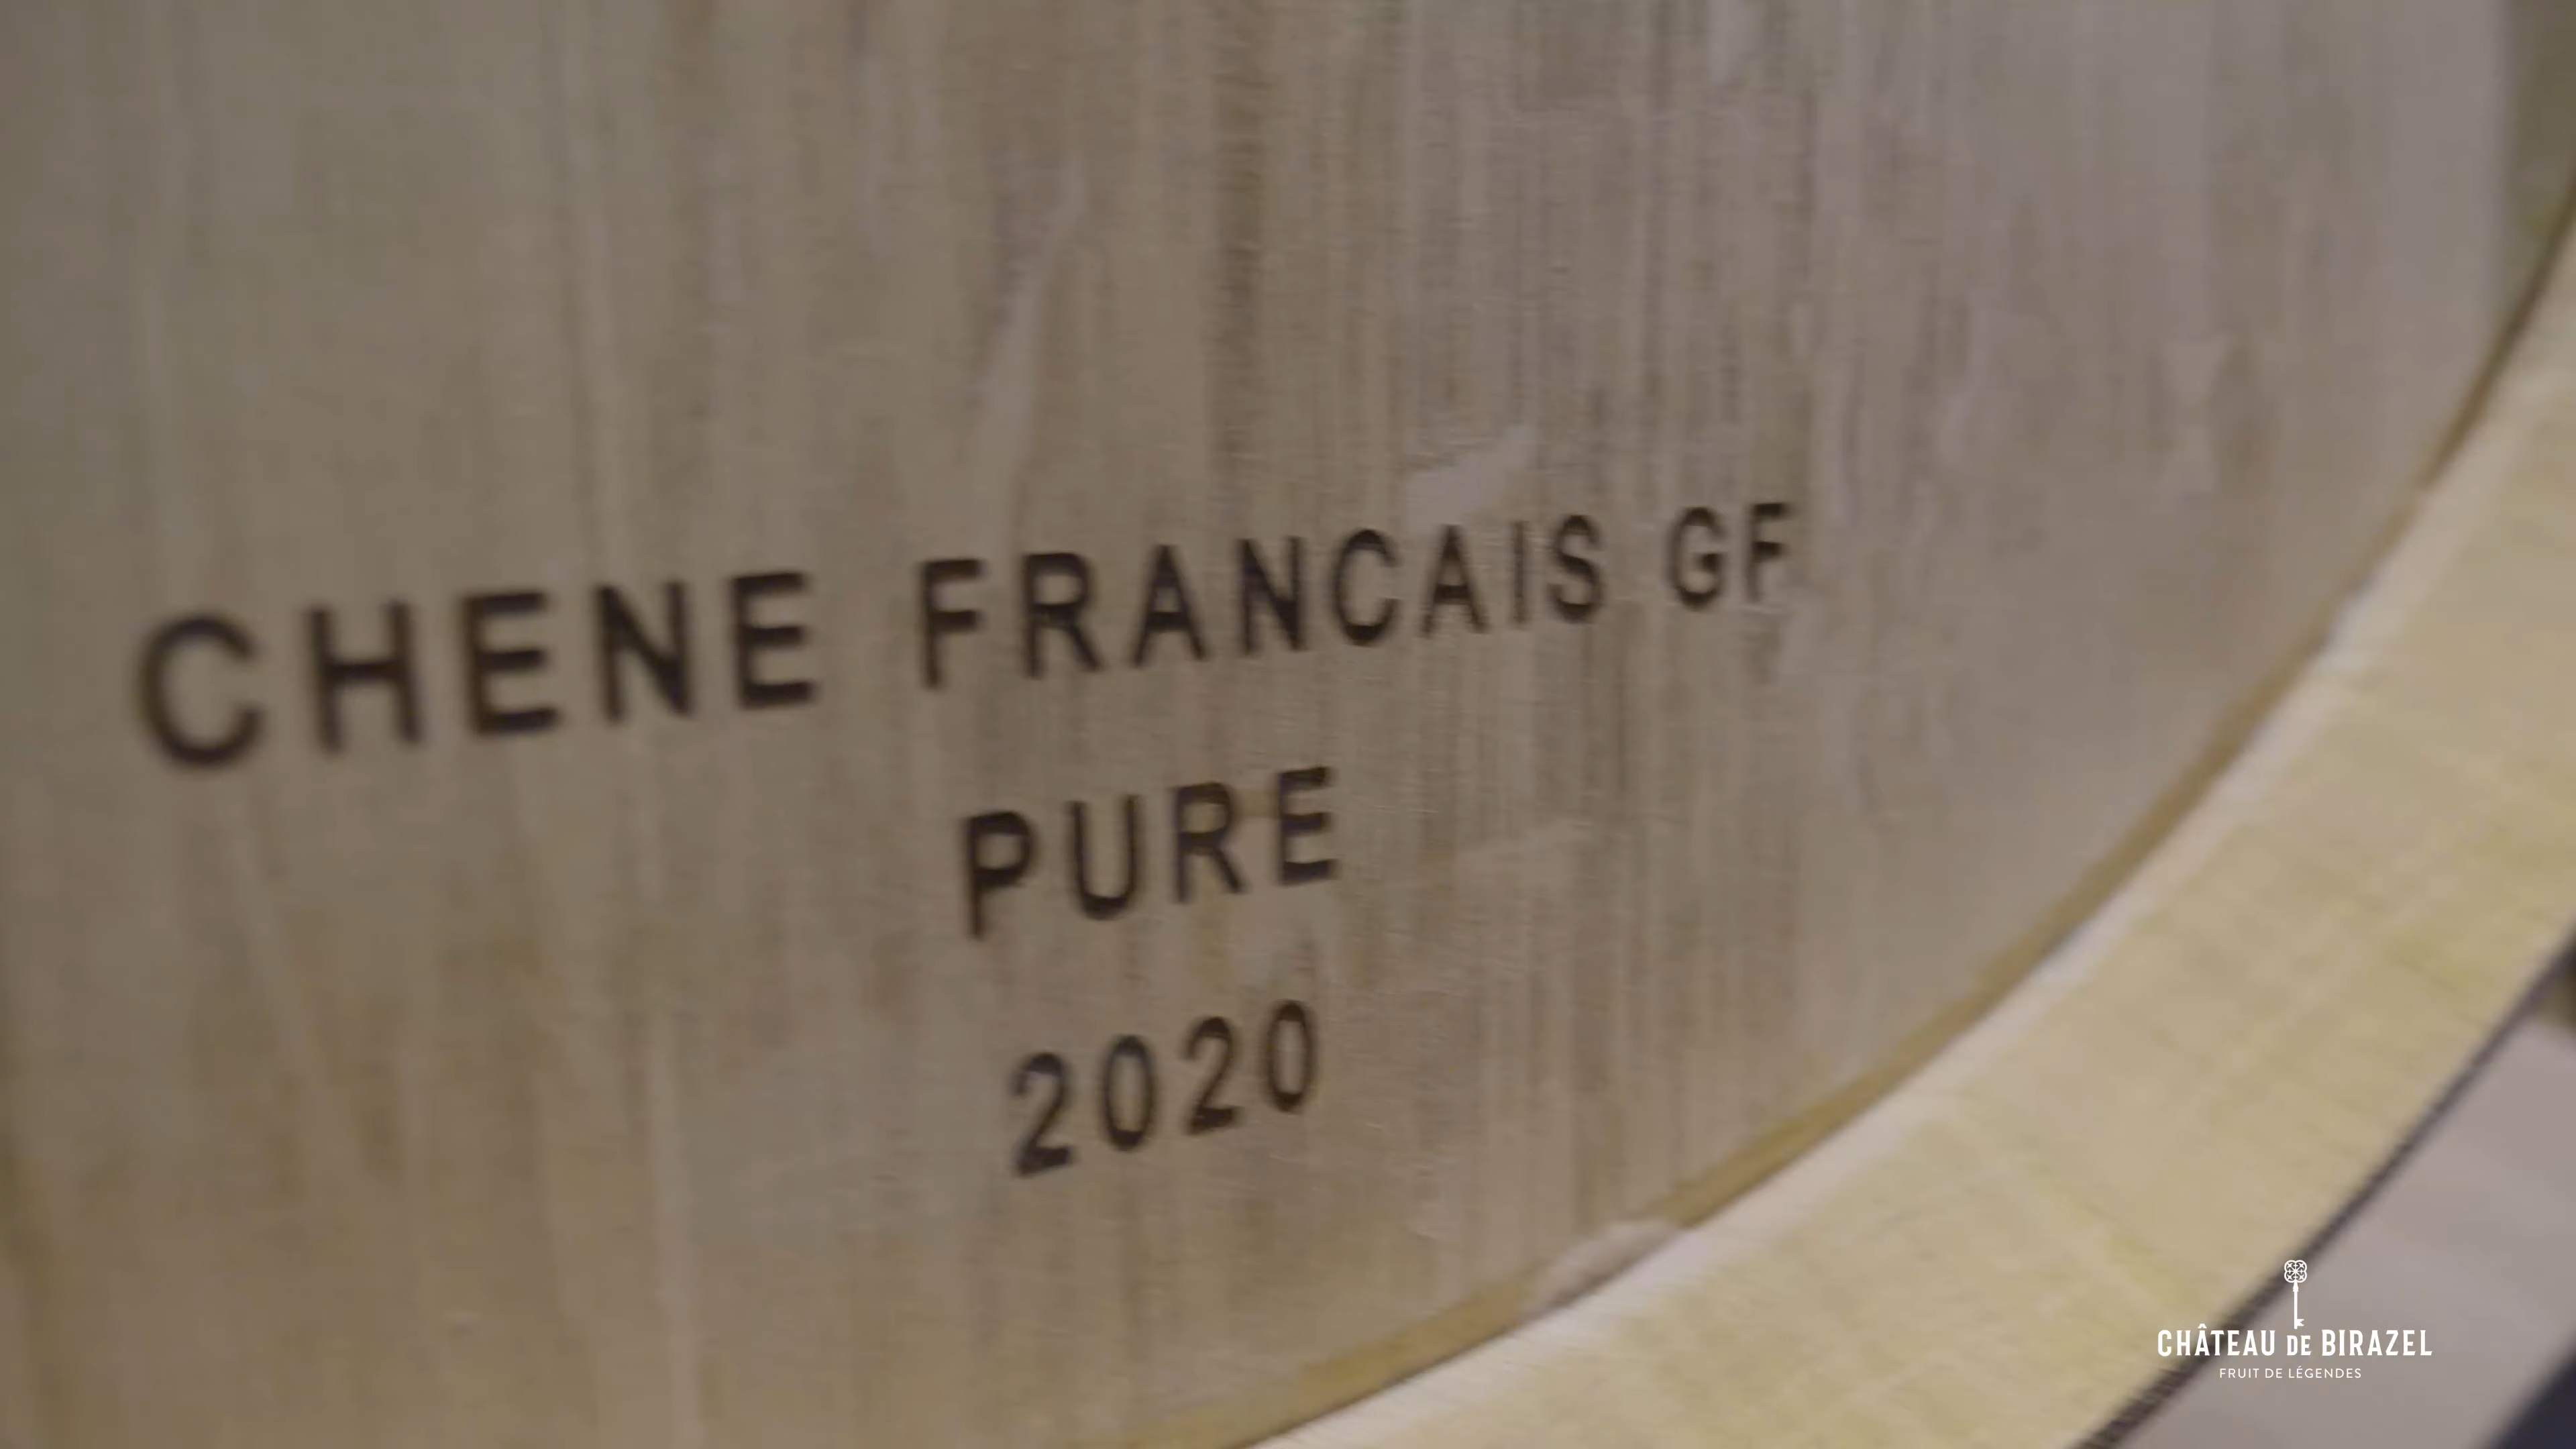 CHENE FRANCAIS GF
PURE
2020
CHÂTEAU DE BIRAZEL
FRUIT DE LÉGENDES